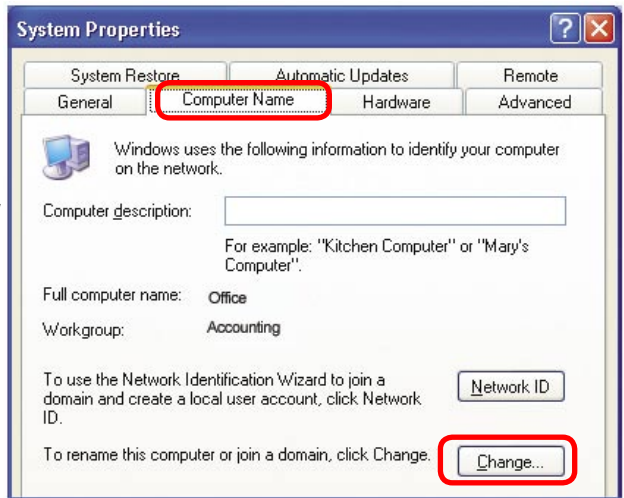 System Properties
System Restore Automatic Updates Remote
General Computer Name Hardware Advanced
Windows uses the following information to identify your computer
on the network.
Computer description:
For example: "Kitchen Computer" or "Mary's
Computer".
Full computer name: Office
Workgroup: Accounting
To use the Network Identification Wizard to join a
domain and create a local user account, click Network
ID.
Network ID
To rename this computer or join a domain, click Change.
Change...